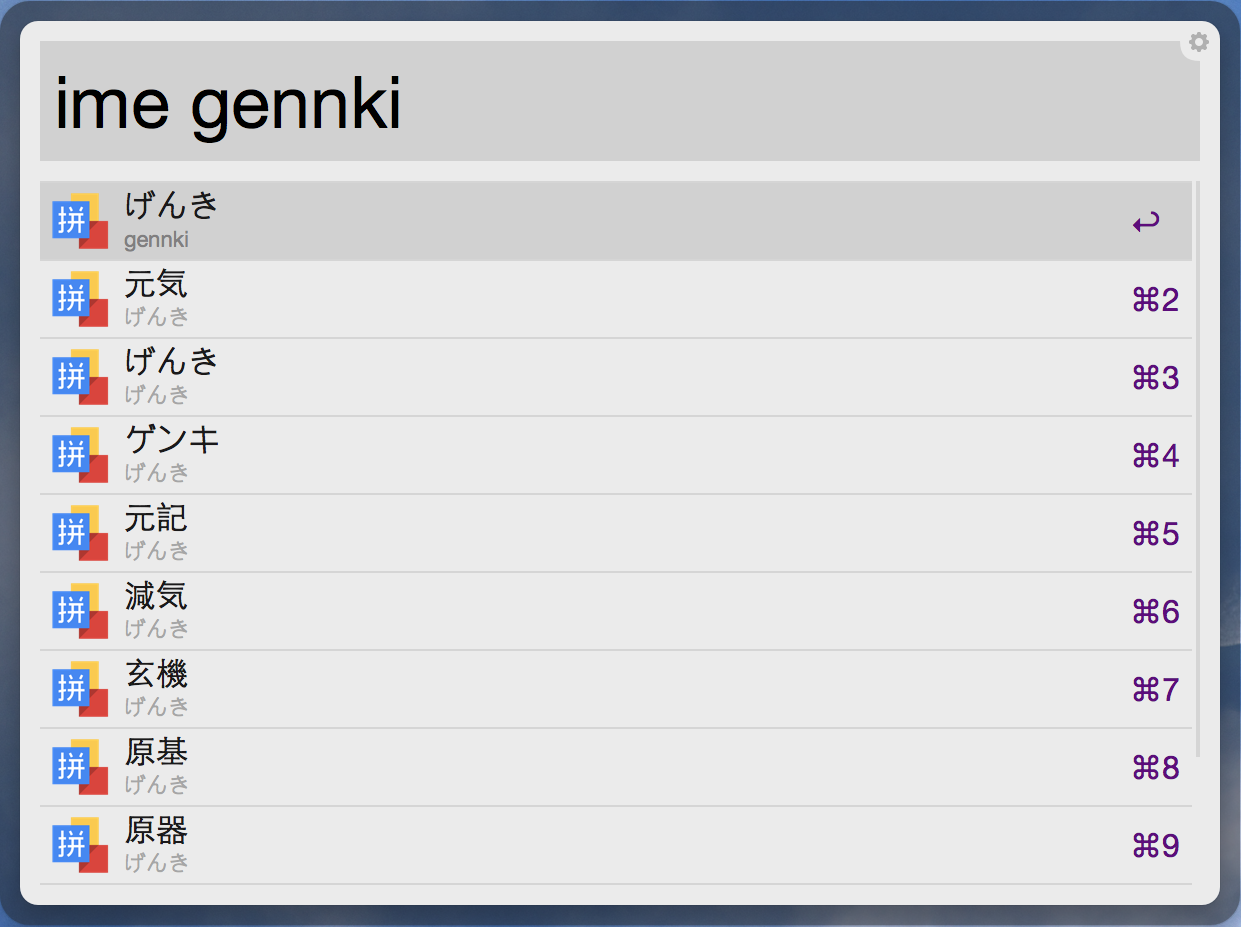 ime gennki
拼 げんき ↩
gennki
拼 元気 ⌘2
げんき
拼 げんき ⌘3
げんき
拼 ゲンキ ⌘4
げんき
拼 元記 ⌘5
げんき
拼 減気 ⌘6
げんき
拼 玄機 ⌘7
げんき
拼 原基 ⌘8
げんき
拼 原器 ⌘9
げんき